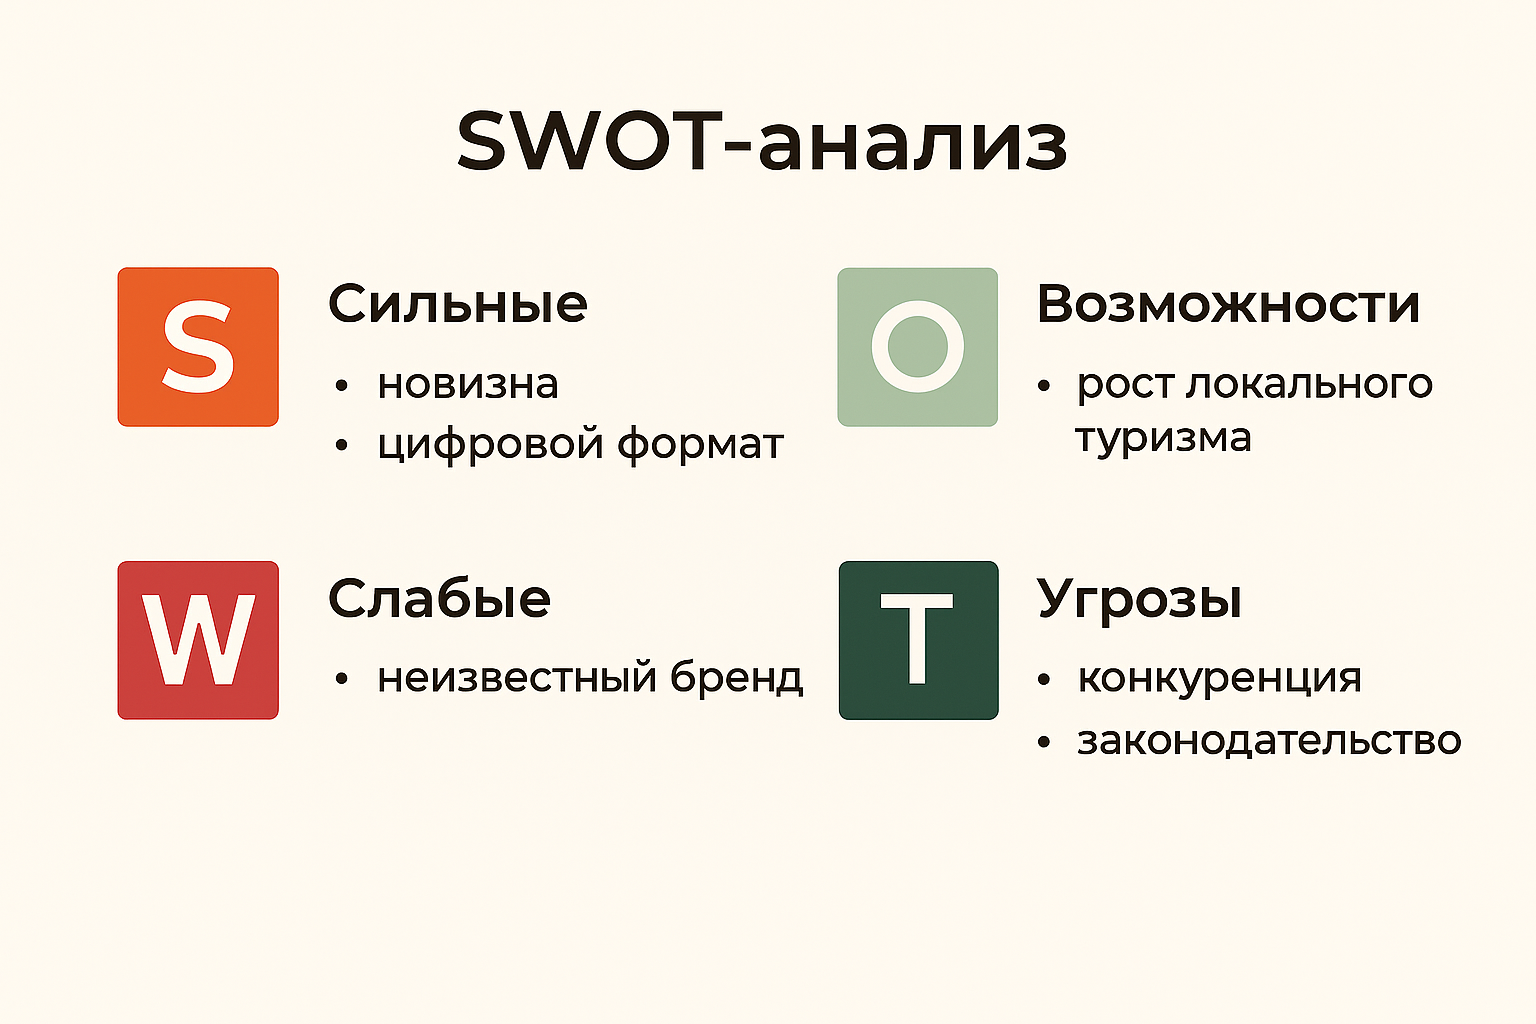 SWOT-анализ
S
Сильные
• новизна
• цифровой формат
O
Возможности
• рост локального
туризма
W
Слабые
• неизвестный бренд
T
Угрозы
• конкуренция
• законодательство